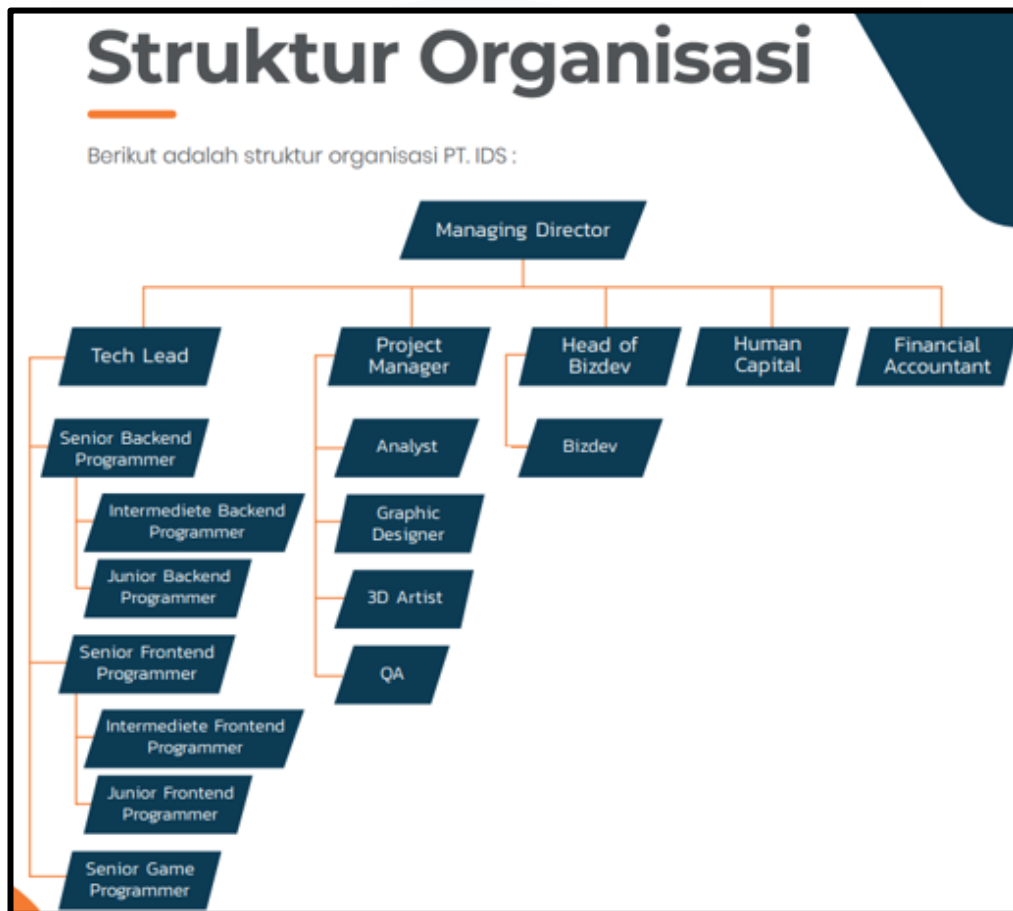 Struktur Organisasi
Berikut adalah struktur organisasi PT. IDS :
Managing Director
Tech Lead
Project
Manager
Head of
Bizdev
Human
Capital
Financial
Accountant
Senior Backend
Programmer
Analyst
Bizdev
Intermediete Backend
Programmer
Graphic
Designer
Junior Backend
Programmer
3D Artist
Senior Frontend
Programmer
QA
Intermediete Frontend
Programmer
Junior Frontend
Programmer
Senior Game
Programmer